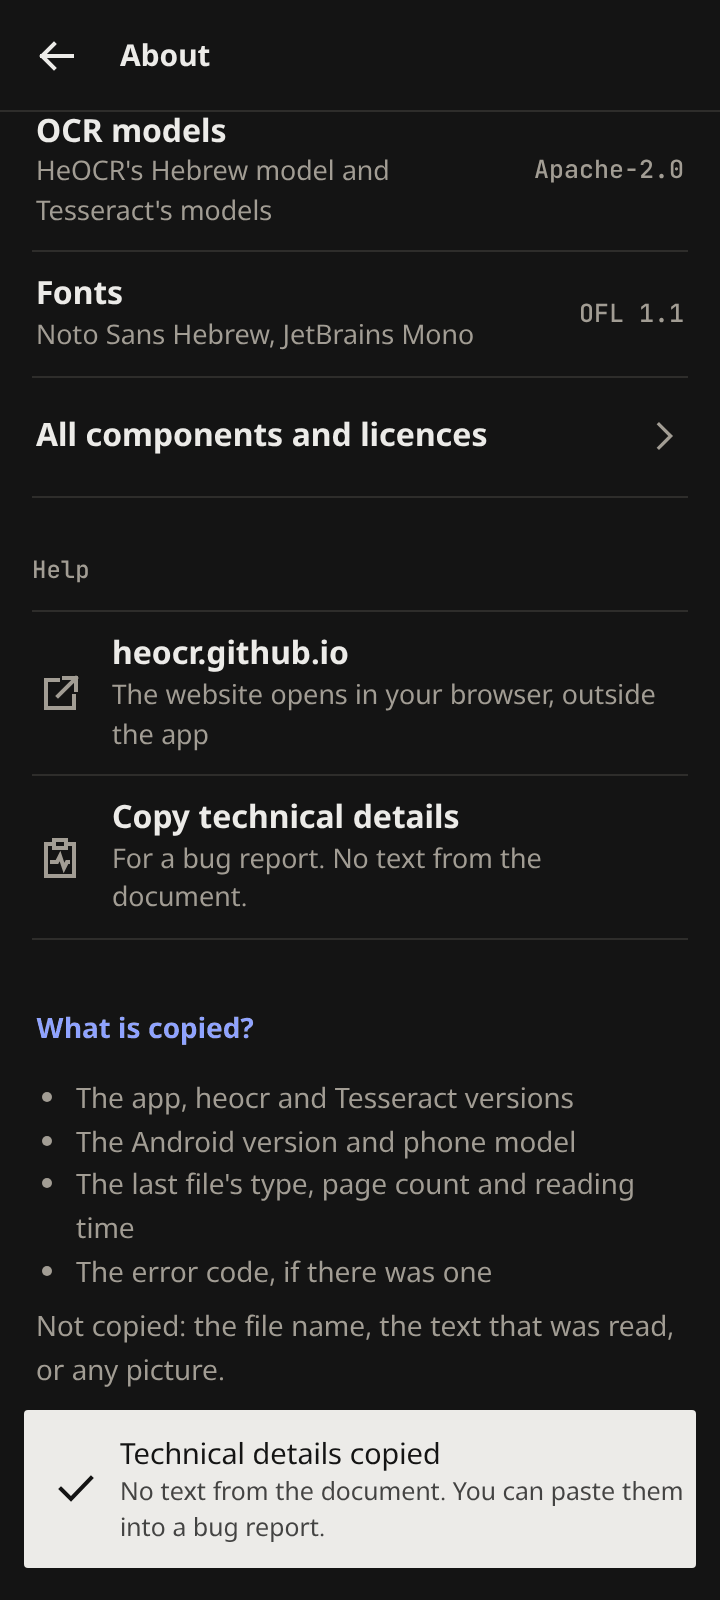 About
OCR models
HeOCR's Hebrew model and
Tesseract's models
Apache-2.0
Fonts
Noto Sans Hebrew, JetBrains Mono
OFL 1.1
All components and licences
Help
heocr.github.io
The website opens in your browser, outside
the app
Copy technical details
For a bug report. No text from the
document.
What is copied?
• The app, heocr and Tesseract versions
• The Android version and phone model
• The last file's type, page count and reading
time
• The error code, if there was one
Not copied: the file name, the text that was read,
or any picture.
Technical details copied
No text from the document. You can paste them
into a bug report.